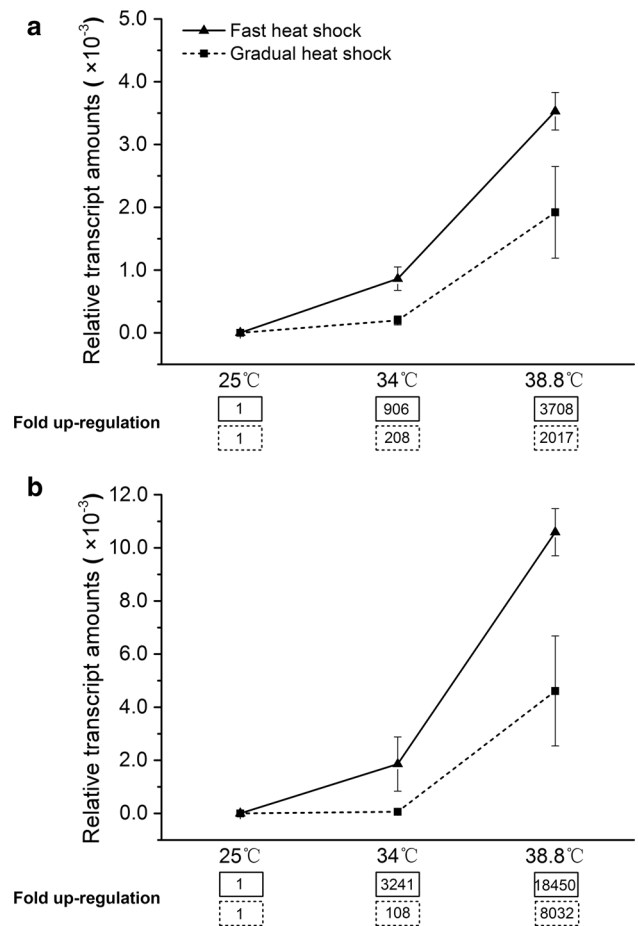 a
Fast heat shock
Gradual heat shock
Relative transcript amounts ( ×10⁻³)
5.0
4.0
3.0
2.0
1.0
0.0
25℃ 34℃ 38.8℃
Fold up-regulation
1 906 3708
1 208 2017
b
Relative transcript amounts ( ×10⁻³)
12.0
10.0
8.0
6.0
4.0
2.0
0.0
25℃ 34℃ 38.8℃
Fold up-regulation
1 3241 18450
1 108 8032